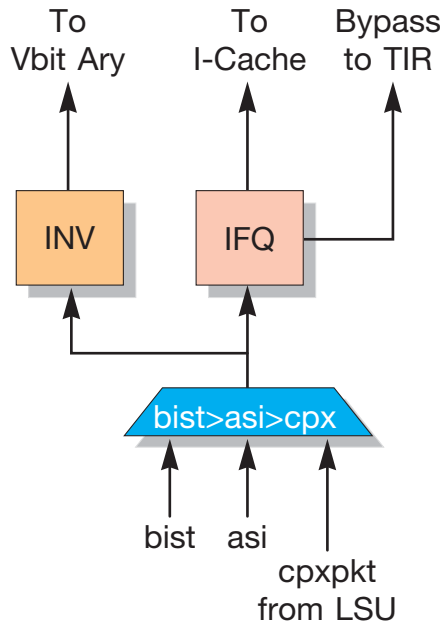 To
Vbit Ary
To
I-Cache
Bypass
to TIR
INV
IFQ
bist>asi>cpx
bist
asi
cpxpkt
from LSU